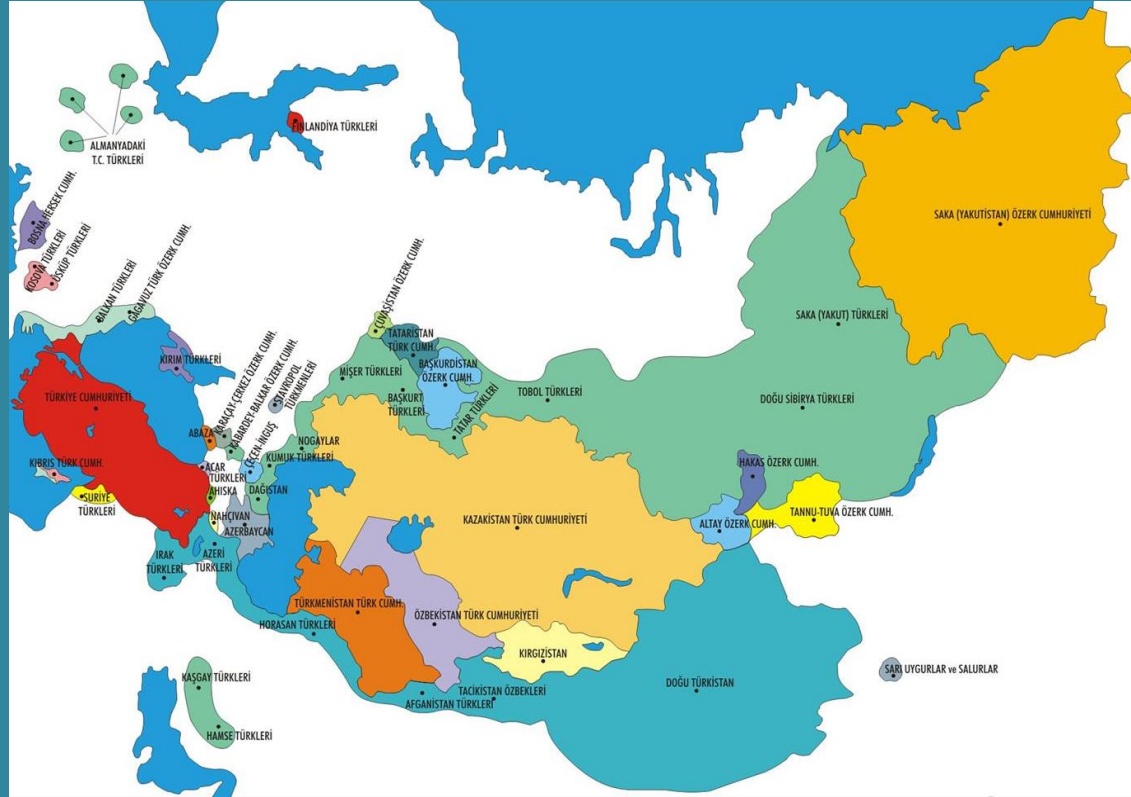 ALMANYADAKİ
T.C. TÜRKLERİ
FİNLANDİYA TÜRKLERİ
BOSNA HERSEK CUMH.
KOSOVA TÜRKLERİ
ÜSKÜP TÜRKLERİ
BALKAN TÜRKLERİ
GAGAVUZ TÜRK ÖZERK CUMH.
KIRIM TÜRKLERİ
TÜRKİYE CUMHURİYETİ
KIBRIS TÜRK CUMH.
SURİYE
TÜRKLERİ
ABAZA
KARAÇAY-ÇERKEZ ÖZERK CUMH.
KABARDEY-BALKAR ÖZERK CUMH.
STAVROPOL
TÜRKMENLERİ
ÇEÇEN-İNGUŞ
ACAR
TÜRKLERİ
AHISKA
KUMUK TÜRKLERİ
NOGAYLAR
DAĞISTAN
NAHÇIVAN
AZERBAYCAN
IRAK
TÜRKLERİ
AZERİ
TÜRKLERİ
HORASAN TÜRKLERİ
KAŞGAY TÜRKLERİ
HAMSE TÜRKLERİ
ÇUVAŞİSTAN ÖZERK CUMH.
TATARİSTAN
TÜRK CUMH.
BAŞKURDİSTAN
ÖZERK CUMH.
MİŞER TÜRKLERİ
BAŞKURT
TÜRKLERİ
TATAR TÜRKLERİ
TOBOL TÜRKLERİ
SAKA (YAKUTİSTAN) ÖZERK CUMHURİYETİ
SAKA (YAKUT) TÜRKLERİ
DOĞU SİBİRYA TÜRKLERİ
HAKAS ÖZERK CUMH.
ALTAY ÖZERK CUMH.
TANNU-TUVA ÖZERK CUMH.
KAZAKİSTAN TÜRK CUMHURİYETİ
TÜRKMENİSTAN TÜRK CUMH.
ÖZBEKİSTAN TÜRK CUMHURİYETİ
KIRGIZİSTAN
TACİKİSTAN ÖZBEKLERİ
AFGANİSTAN TÜRKLERİ
DOĞU TÜRKİSTAN
SARI UYGURLAR ve SALURLAR